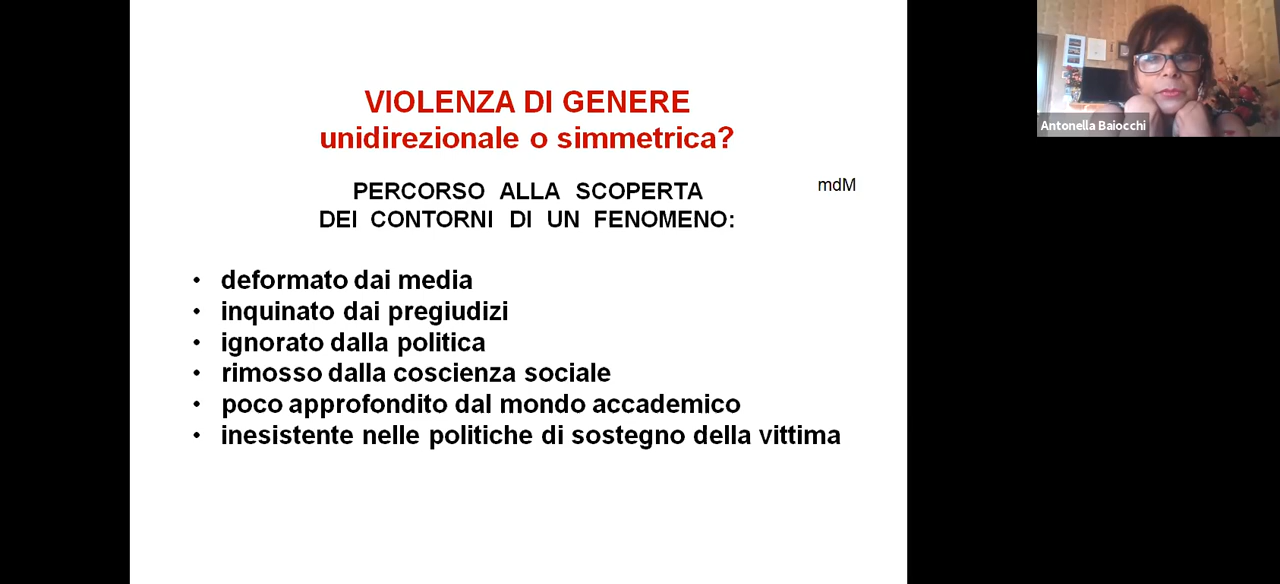 VIOLENZA DI GENERE
unidirezionale o simmetrica?
PERCORSO ALLA SCOPERTA
DEI CONTORNI DI UN FENOMENO:
mdM
• deformato dai media
• inquinato dai pregiudizi
• ignorato dalla politica
• rimosso dalla coscienza sociale
• poco approfondito dal mondo accademico
• inesistente nelle politiche di sostegno della vittima
Antonella Baiocchi